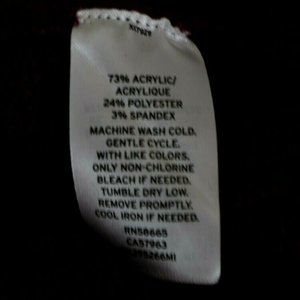 73% ACRYLIC/
ACRYLIQUE
24% POLYESTER
3% SPANDEX
MACHINE WASH COLD.
GENTLE CYCLE.
WITH LIKE COLORS.
ONLY NON-CHLORINE
BLEACH IF NEEDED.
TUMBLE DRY LOW.
REMOVE PROMPTLY.
COOL IRON IF NEEDED.
RN58665
CA57963